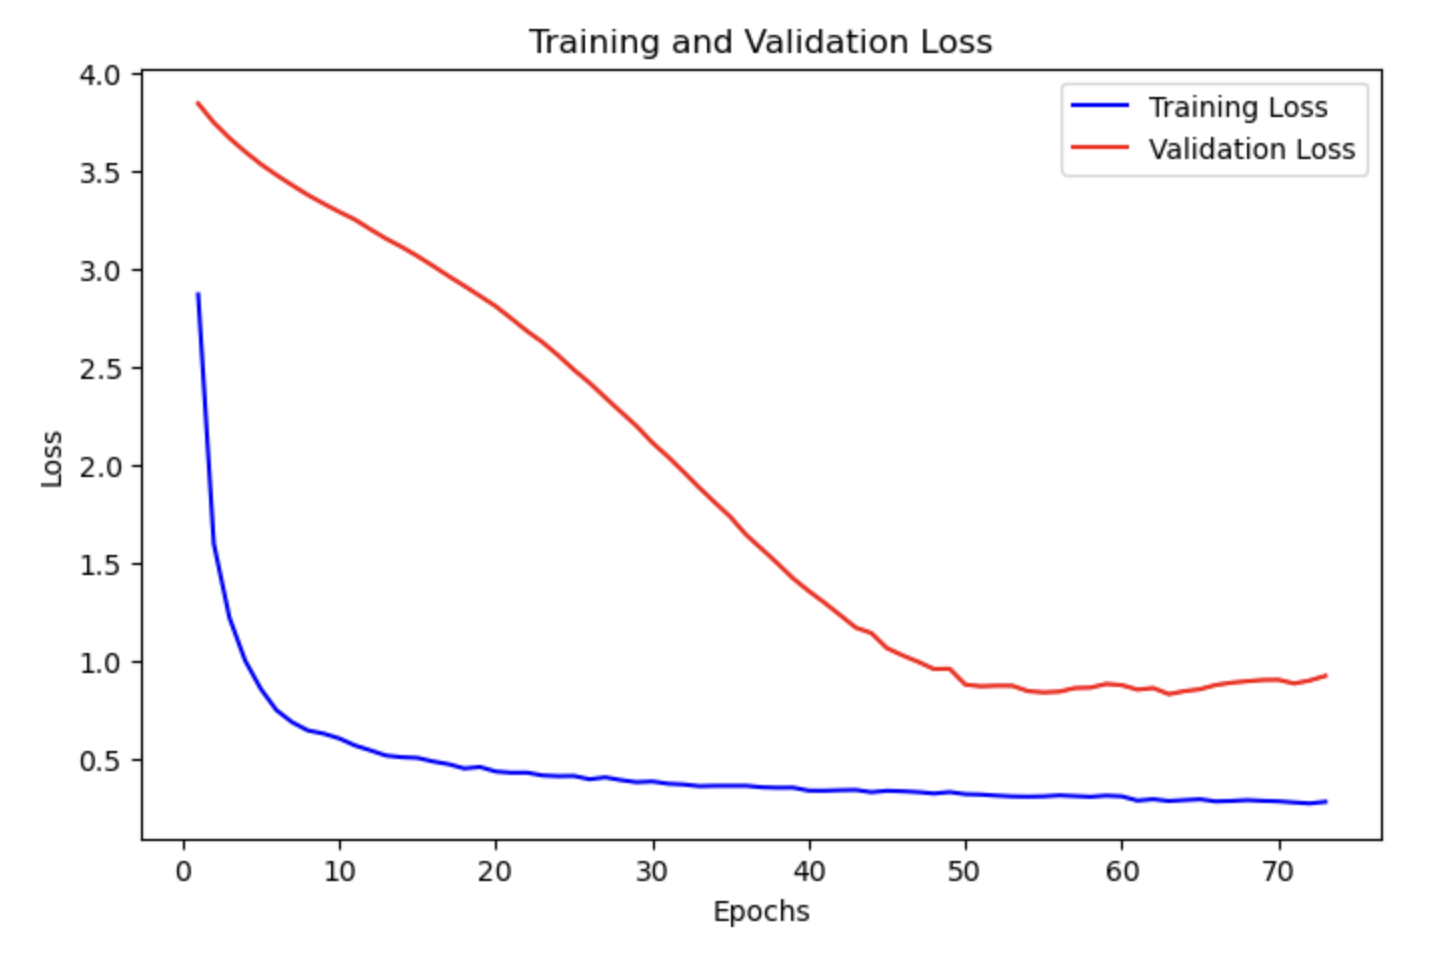 Training and Validation Loss
4.0
3.5
3.0
2.5
2.0
1.5
1.0
0.5
Loss
Training Loss
Validation Loss
0 10 20 30 40 50 60 70
Epochs